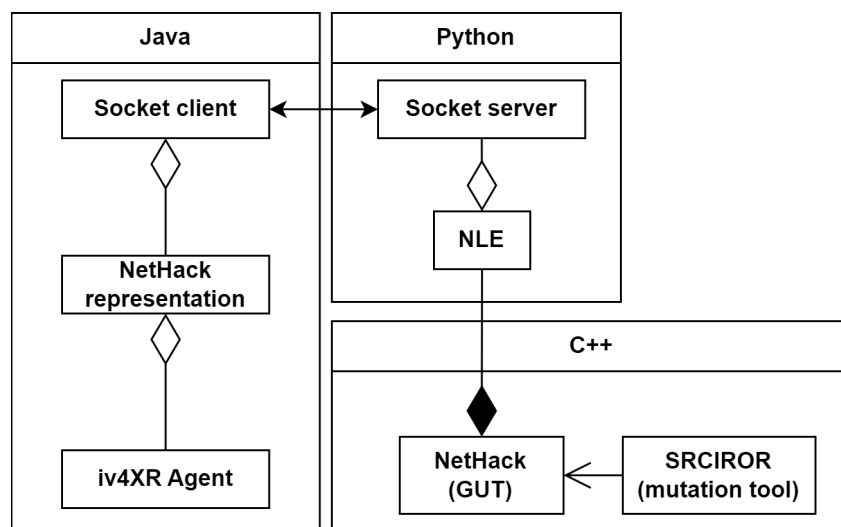 Java
Socket client
NetHack
representation
iv4XR Agent
Python
Socket server
NLE
C++
NetHack
(GUT)
SRCIROR
(mutation tool)